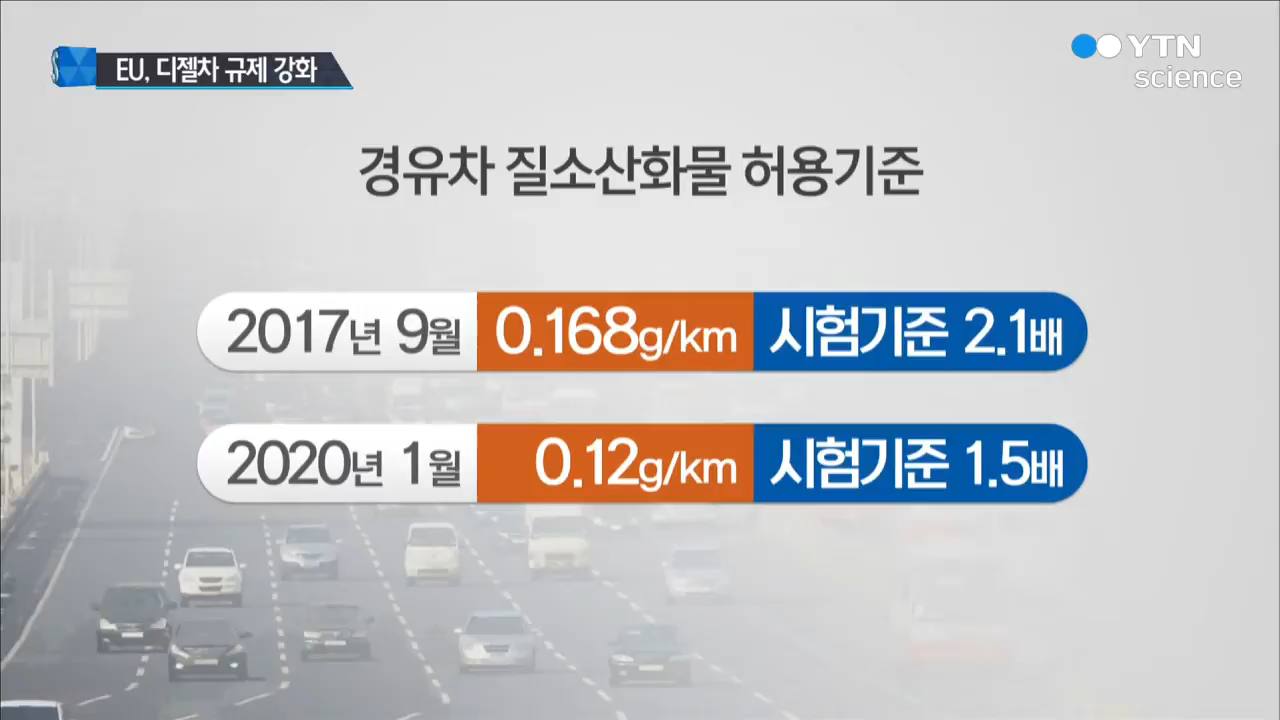 EU, 디젤차 규제 강화
YTN
science
경유차 질소산화물 허용기준
2017년 9월 0.168g/km 시험기준 2.1배
2020년 1월 0.12g/km 시험기준 1.5배